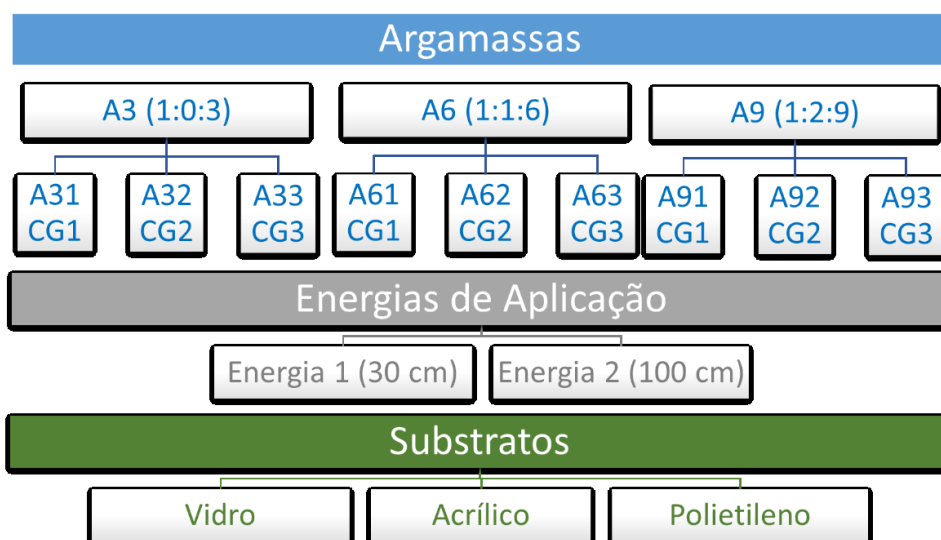 Argamassas
A3 (1:0:3)
A6 (1:1:6)
A9 (1:2:9)
A31
CG1
A32
CG2
A33
CG3
A61
CG1
A62
CG2
A63
CG3
A91
CG1
A92
CG2
A93
CG3
Energias de Aplicação
Energia 1 (30 cm)
Energia 2 (100 cm)
Substratos
Vidro
Acrílico
Polietileno